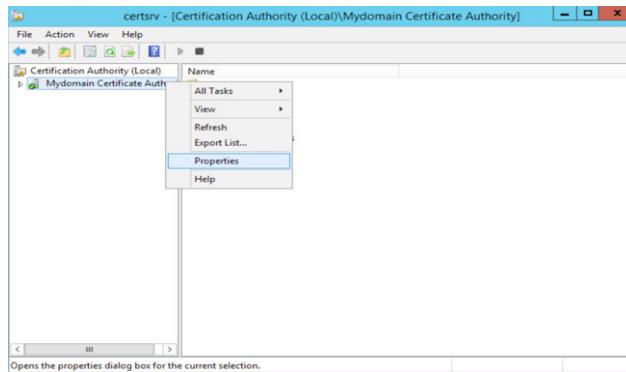 certsrv - [Certification Authority (Local)\Mydomain Certificate Authority]
File Action View Help
Certification Authority (Local)
Mydomain Certificate Auth
Name
All Tasks
View
Refresh
Export List...
Properties
Help
Opens the properties dialog box for the current selection.